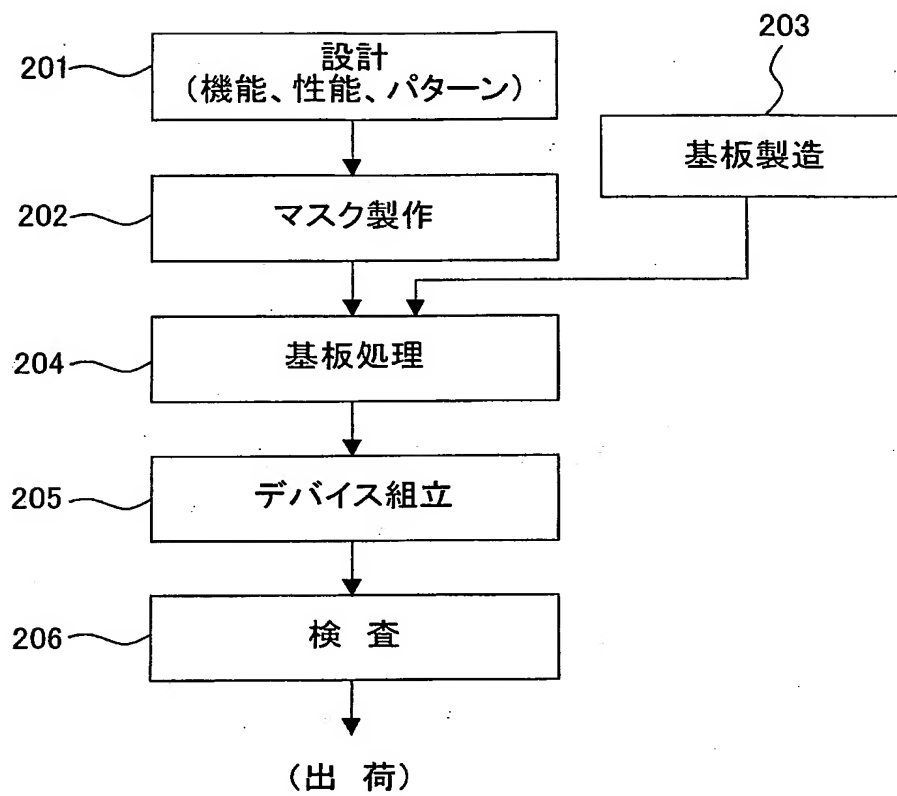 203
201
設計
(機能、性能、パターン)
基板製造
202
マスク製作
204
基板処理
205
デバイス組立
206
検 査
(出 荷)